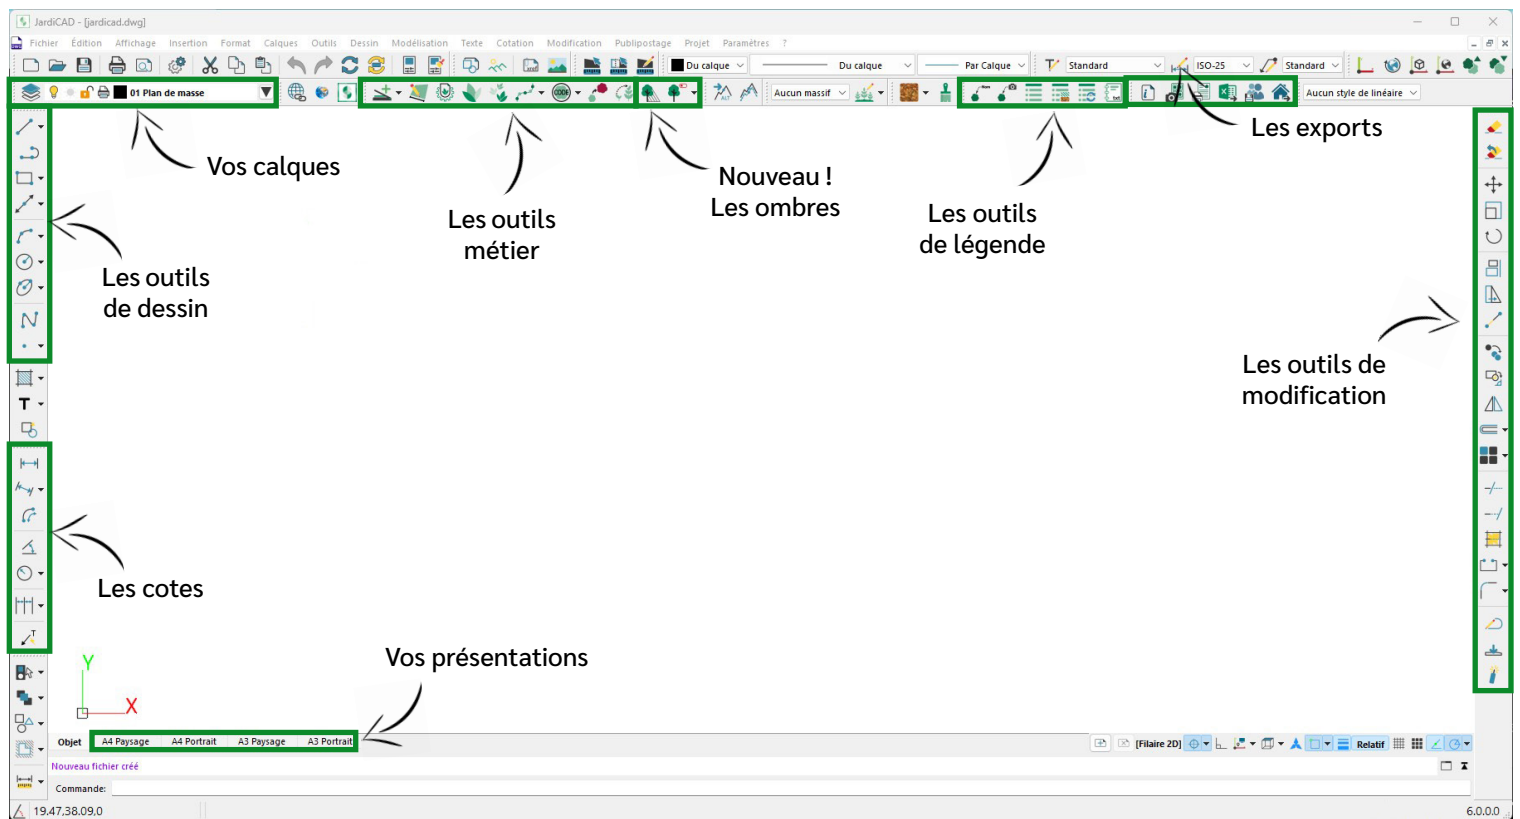 JardiCAD - [jardicad.dwg]
Fichier Édition Affichage Insertion Format Calques Outils Dessin Modélisation Texte Cotation Modification Publipostage Projet Paramètres ?
Du calque Du calque Par Calque Standard ISO-25 Standard
01 Plan de masse CODE Aucun massif Aucun style de linéaire
Les exports
Vos calques
Nouveau !
Les ombres
Les outils
métier
Les outils
de légende
Les outils
de dessin
Les outils de
modification
Les cotes
Vos présentations
Y
X
Objet A4 Paysage A4 Portrait A3 Paysage A3 Portrait [Filaire 2D] Relatif
Nouveau fichier créé
Commande:
19.47,38.09,0 6.0.0.0